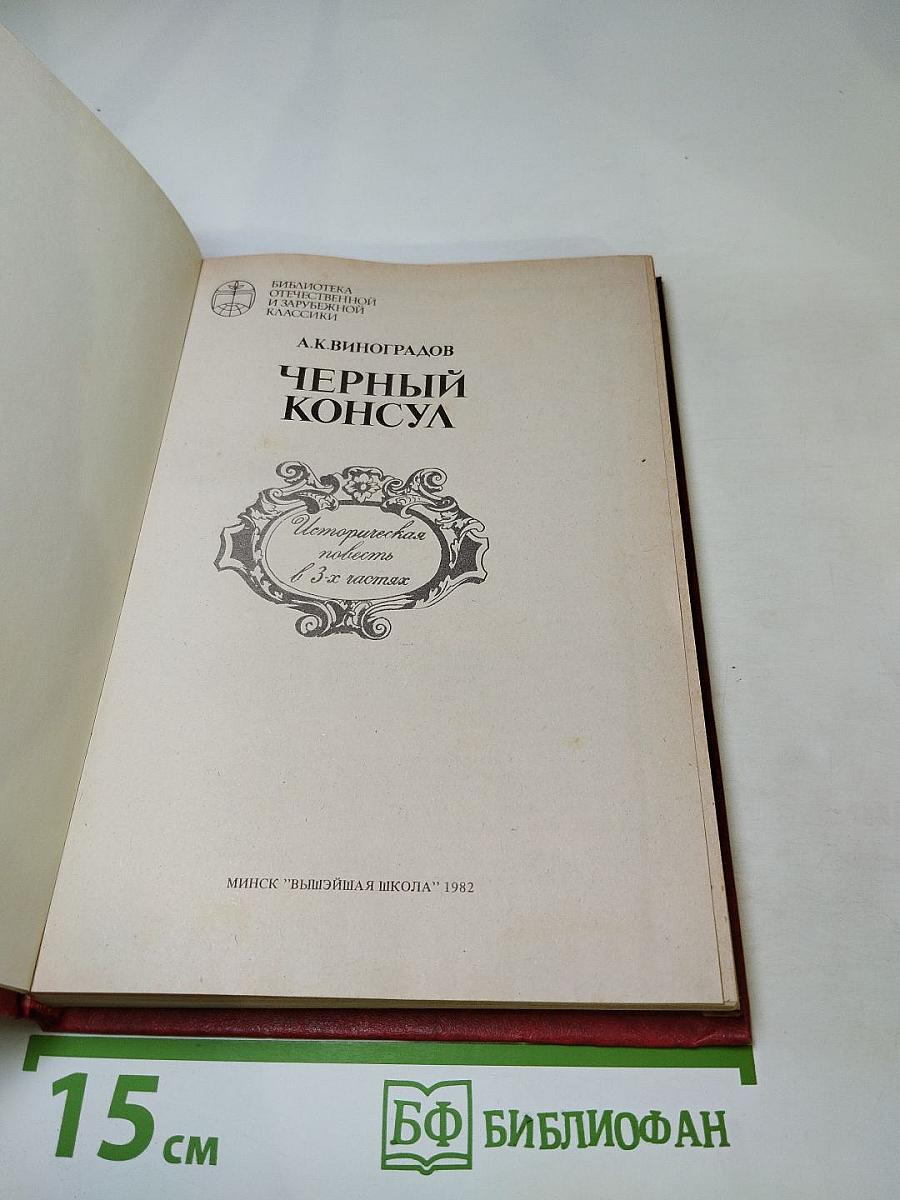 БИБЛИОТЕКА
ОТЕЧЕСТВЕННОЙ
И ЗАРУБЕЖНОЙ
КЛАССИКИ
А.К.ВИНОГРАДОВ
ЧЕРНЫЙ
КОНСУЛ
Историческая
повесть
в 3-х частях
МИНСК "ВЫШЭЙШАЯ ШКОЛА" 1982
15 см
БФ БИБЛИОФАН